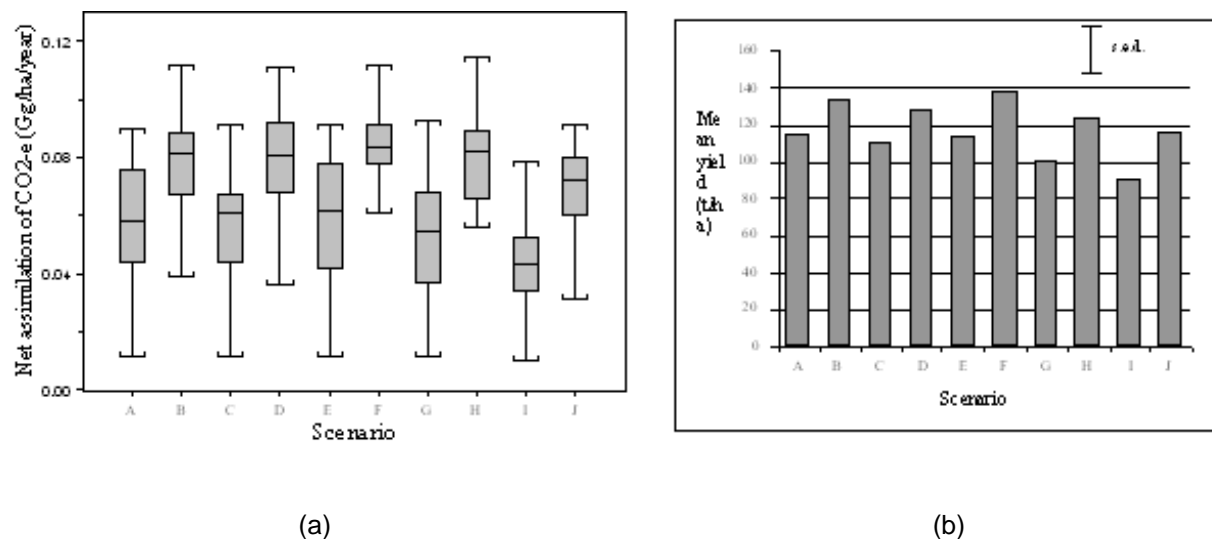 Net assimilation of CO2-e (Gg/ha/year)
0.12
0.08
0.04
0.00
A B C D E F G H I J
Scenario
(a)
s.e.d.
Me
an
yiel
d
(t/h
a)
160
140
120
100
80
60
40
20
0
A B C D E F G H I J
Scenario
(b)